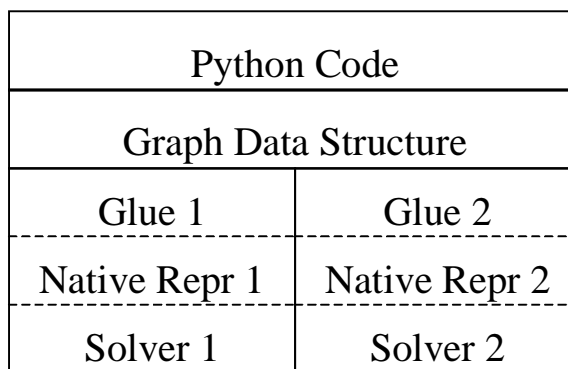 Python Code
Graph Data Structure
Glue 1 Glue 2
Native Repr 1 Native Repr 2
Solver 1 Solver 2